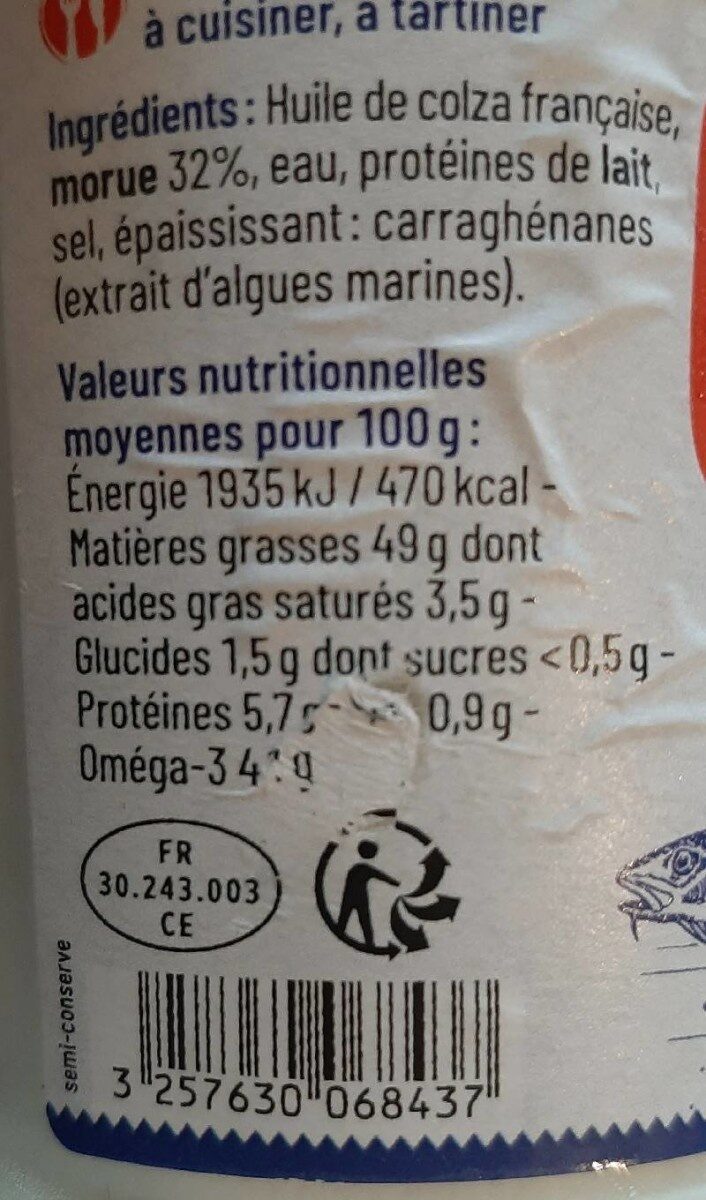 à cuisiner, à tartiner
Ingrédients : Huile de colza française,
morue 32%, eau, protéines de lait,
sel, épaississant : carraghénanes
(extrait d'algues marines).
Valeurs nutritionnelles
moyennes pour 100 g :
Énergie 1935 kJ / 470 kcal -
Matières grasses 49 g dont
acides gras saturés 3,5 g -
Glucides 1,5 g dont sucres <0,5 g -
Protéines 5,7 g - 0,9 g -
Oméga-3 g
FR
30.243.003
CE
semi-conserve
3 257630 068437